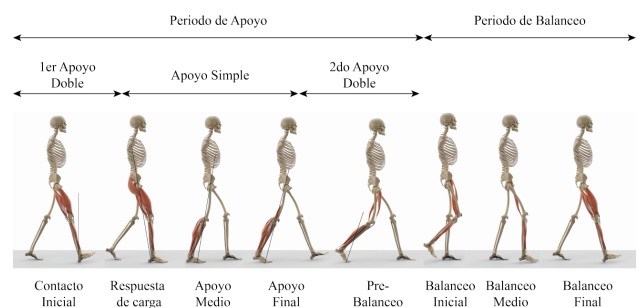 Periodo de Apoyo
Periodo de Balanceo
1er Apoyo
Doble
Apoyo Simple
2do Apoyo
Doble
Contacto
Inicial
Respuesta
de carga
Apoyo
Medio
Apoyo
Final
Pre-
Balanceo
Balanceo
Inicial
Balanceo
Medio
Balanceo
Final